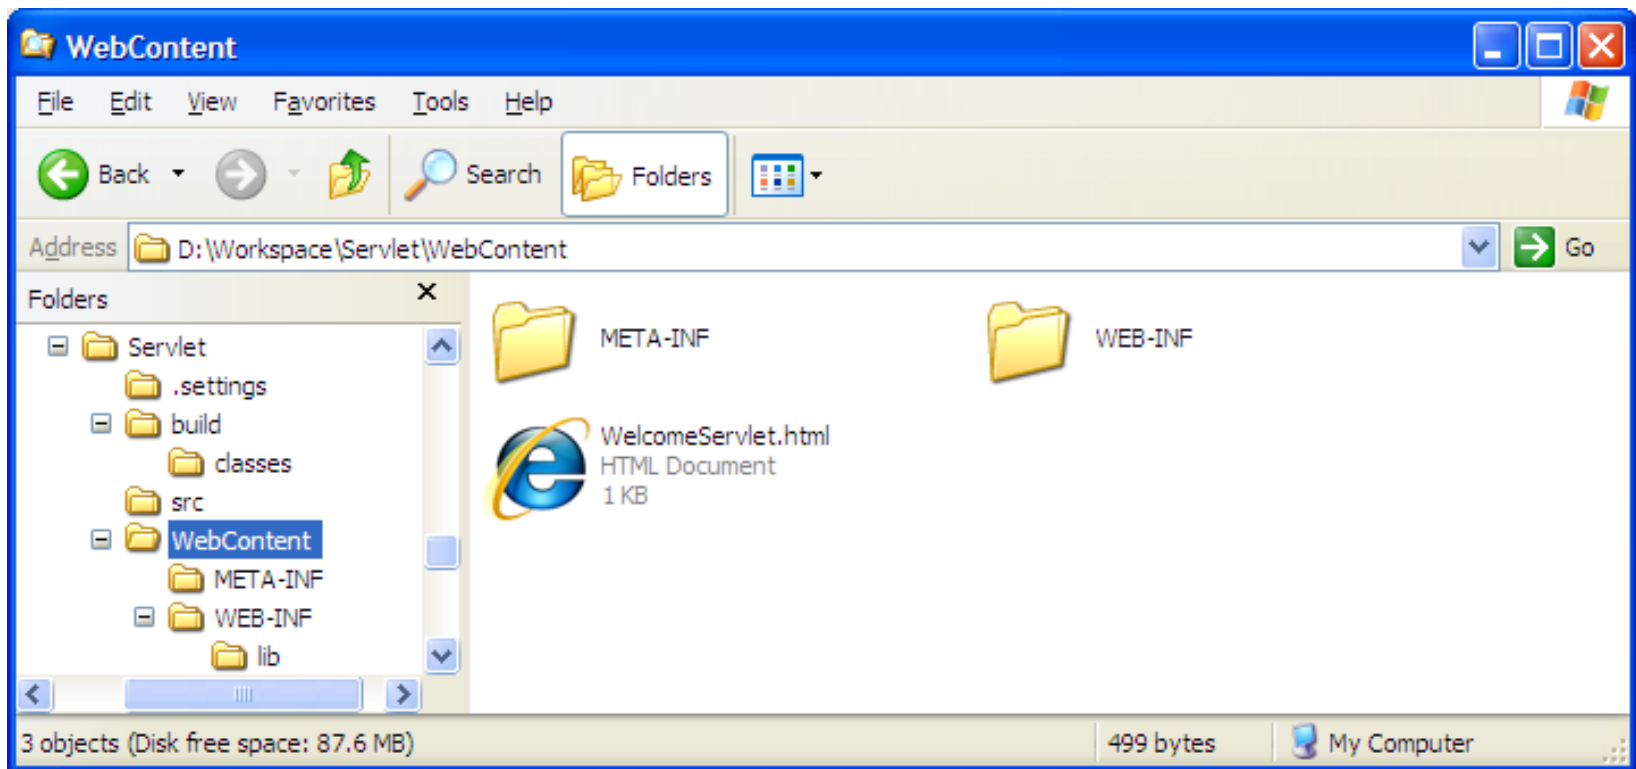 WebContent
File Edit View Favorites Tools Help
Back Search Folders
Address D:\Workspace\Servlet\WebContent Go
Folders
Servlet
.settings
build
classes
src
WebContent
META-INF
WEB-INF
lib
META-INF WEB-INF
WelcomeServlet.html
HTML Document
1 KB
3 objects (Disk free space: 87.6 MB) 499 bytes My Computer